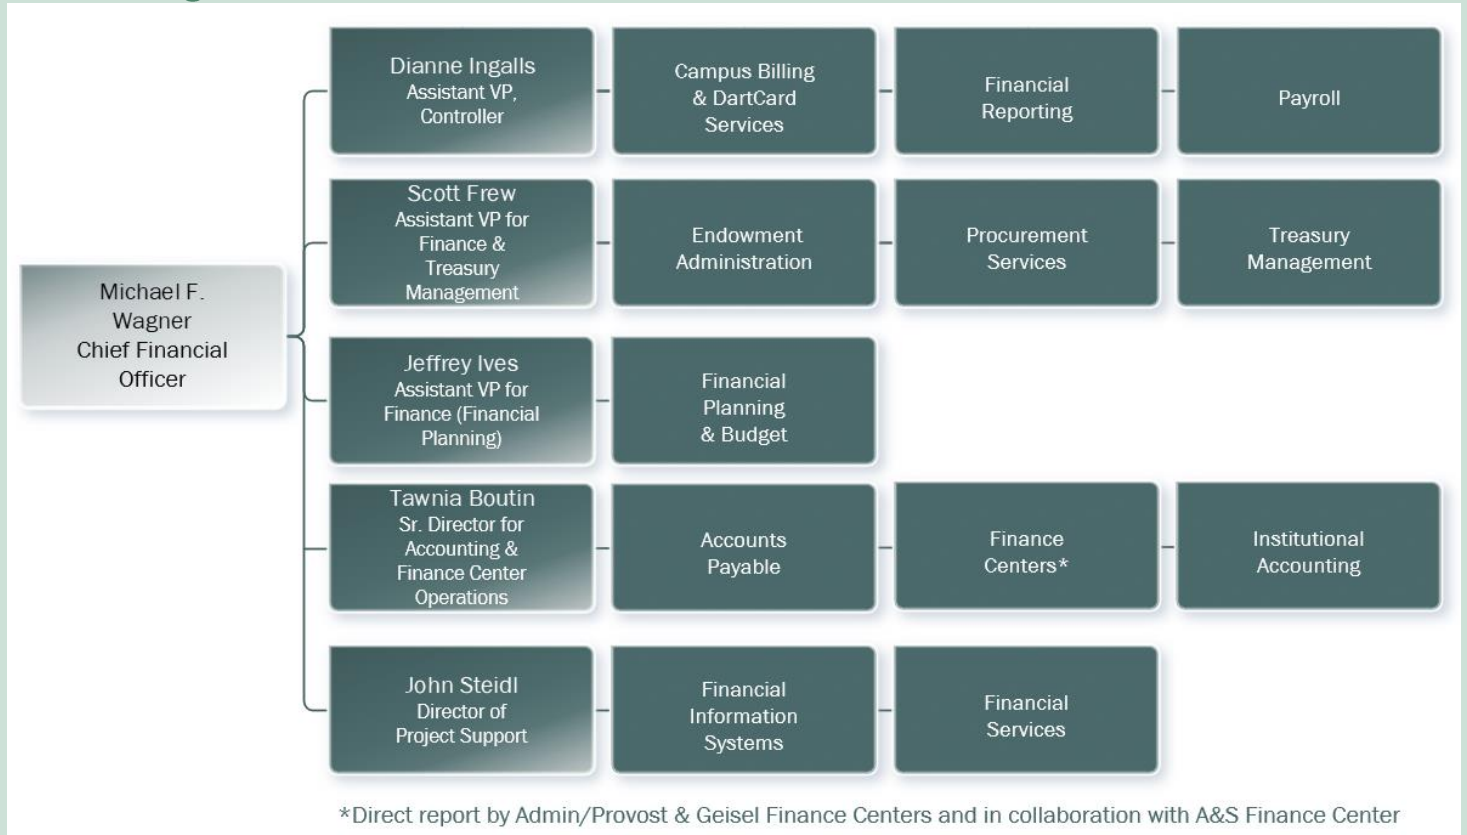 Dianne Ingalls
Assistant VP,
Controller
Campus Billing
& DartCard
Services
Financial
Reporting
Payroll
Scott Frew
Assistant VP for
Finance &
Treasury
Management
Endowment
Administration
Procurement
Services
Treasury
Management
Michael F.
Wagner
Chief Financial
Officer
Jeffrey Ives
Assistant VP for
Finance (Financial
Planning)
Financial
Planning
& Budget
Tawnia Boutin
Sr. Director for
Accounting &
Finance Center
Operations
Accounts
Payable
Finance
Centers*
Institutional
Accounting
John Steidl
Director of
Project Support
Financial
Information
Systems
Financial
Services
*Direct report by Admin/Provost & Geisel Finance Centers and in collaboration with A&S Finance Center